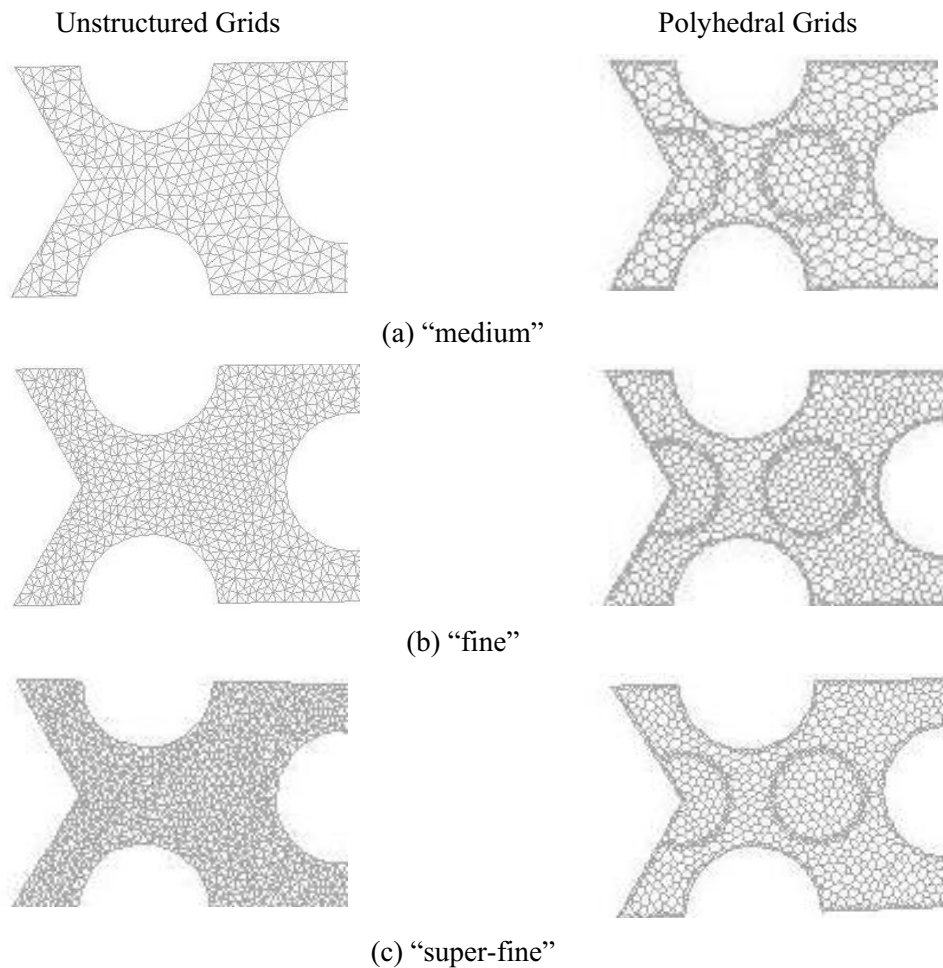 Unstructured Grids Polyhedral Grids
(a) “medium”
(b) “fine”
(c) “super-fine”